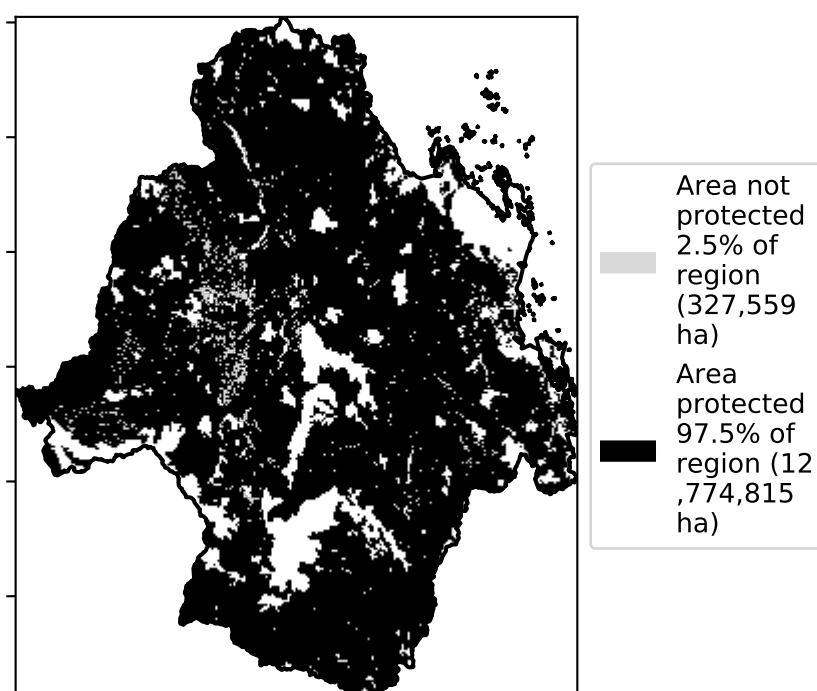 Area not
protected
2.5% of
region
(327,559
ha)
Area
protected
97.5% of
region (12
,774,815
ha)